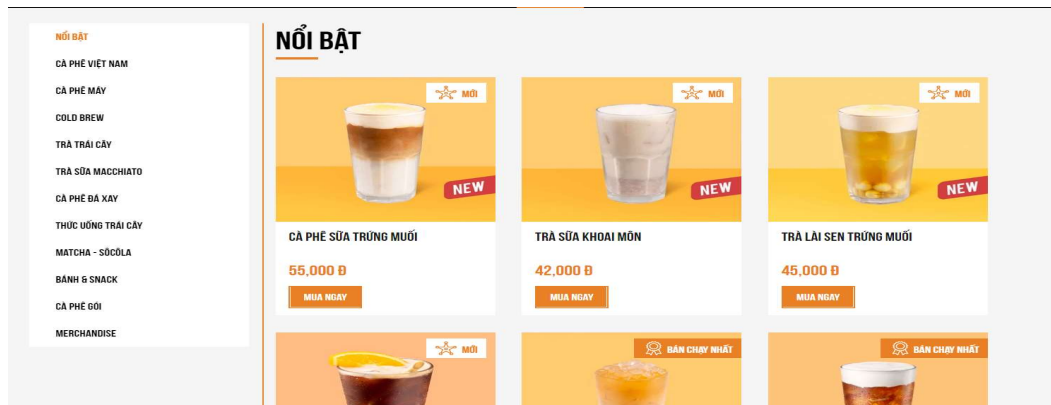 NỔI BẬT
CÀ PHÊ VIỆT NAM
CÀ PHÊ MÁY
COLD BREW
TRÀ TRÁI CÂY
TRÀ SỮA MACCHIATO
CÀ PHÊ ĐÁ XAY
THỨC UỐNG TRÁI CÂY
MATCHA - SÔCÔLA
BÁNH & SNACK
CÀ PHÊ GÓI
MERCHANDISE
NỔI BẬT
MỚI
NEW
CÀ PHÊ SỮA TRỨNG MUỐI
55,000 Đ
MUA NGAY
MỚI
NEW
TRÀ SỮA KHOAI MÔN
42,000 Đ
MUA NGAY
MỚI
NEW
TRÀ LÀI SEN TRỨNG MUỐI
45,000 Đ
MUA NGAY
MỚI
BÁN CHẠY NHẤT
BÁN CHẠY NHẤT